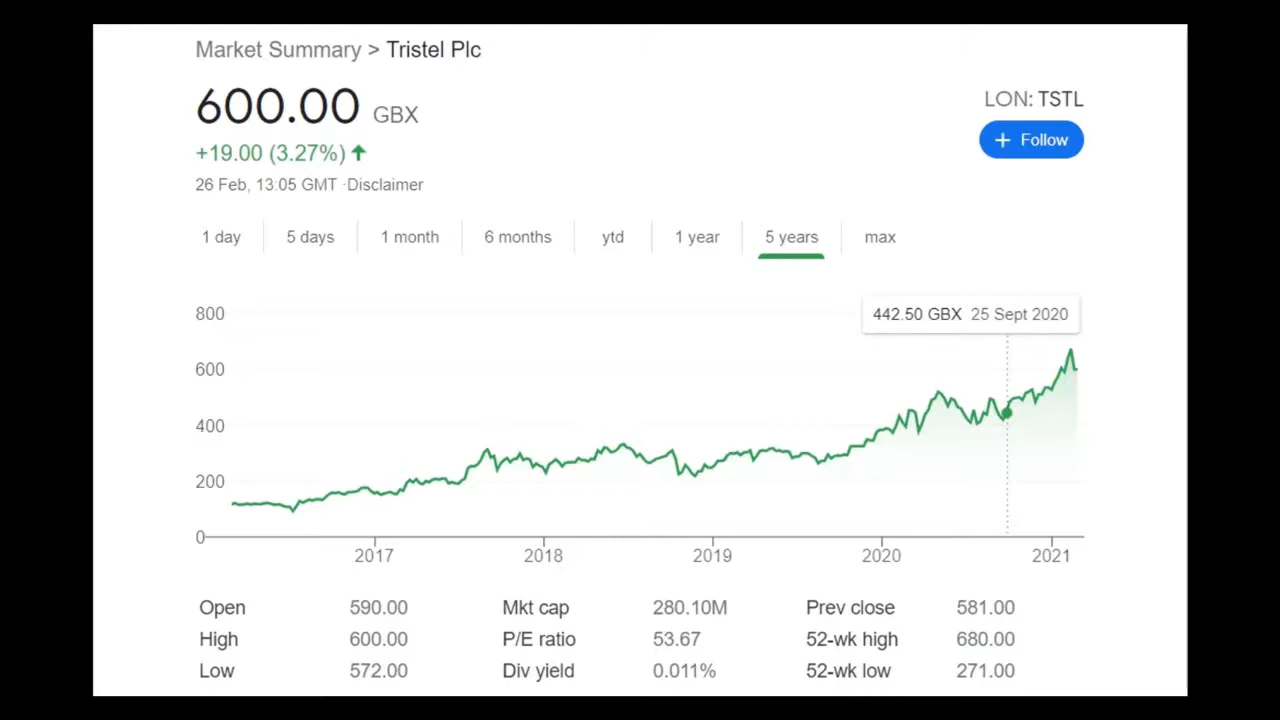 Market Summary > Tristel Plc
600.00 GBX
LON: TSTL
+19.00 (3.27%) ↑
+ Follow
26 Feb, 13:05 GMT ·Disclaimer
1 day 5 days 1 month 6 months ytd 1 year 5 years max
442.50 GBX 25 Sept 2020
800
600
400
200
0
2017 2018 2019 2020 2021
Open 590.00 Mkt cap 280.10M Prev close 581.00
High 600.00 P/E ratio 53.67 52-wk high 680.00
Low 572.00 Div yield 0.011% 52-wk low 271.00